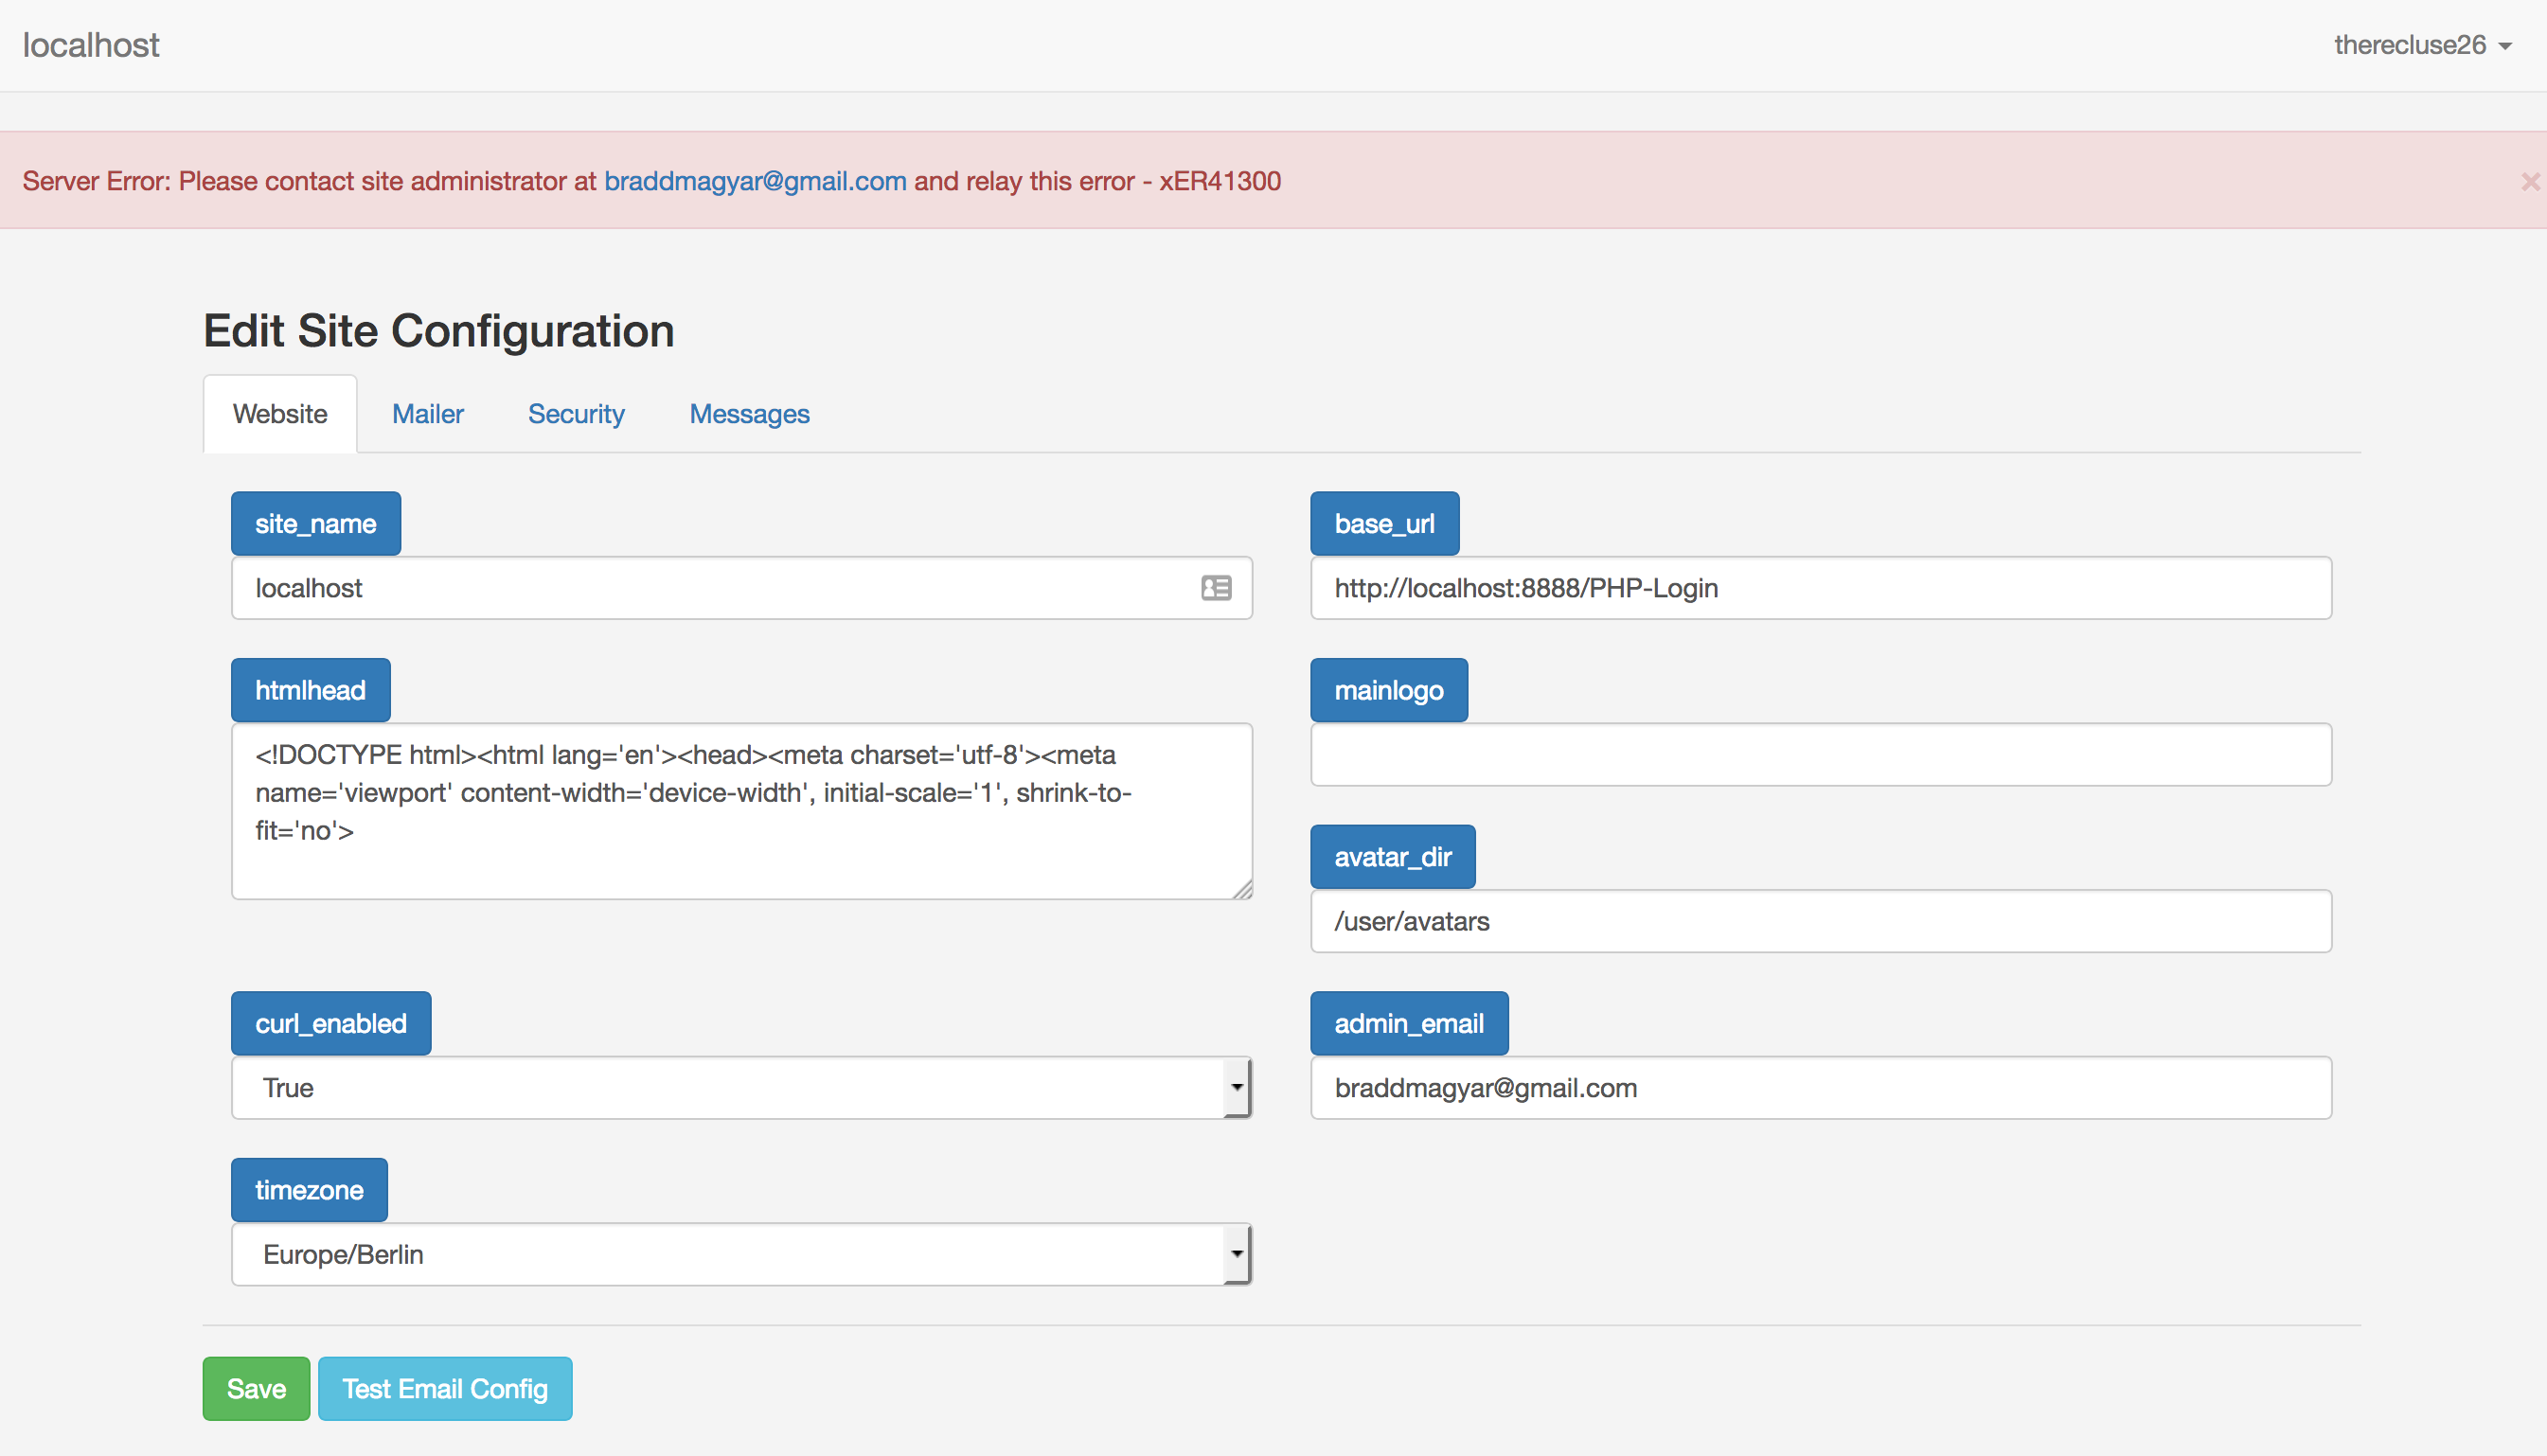 localhost
therecluse26
Server Error: Please contact site administrator at braddmagyar@gmail.com and relay this error - xER41300
×
Edit Site Configuration
Website Mailer Security Messages
site_name
localhost
base_url
http://localhost:8888/PHP-Login
htmlhead
<!DOCTYPE html><html lang='en'><head><meta charset='utf-8'><meta
name='viewport' content-width='device-width', initial-scale='1', shrink-to-
fit='no'>
mainlogo
avatar_dir
/user/avatars
curl_enabled
True
admin_email
braddmagyar@gmail.com
timezone
Europe/Berlin
Save Test Email Config